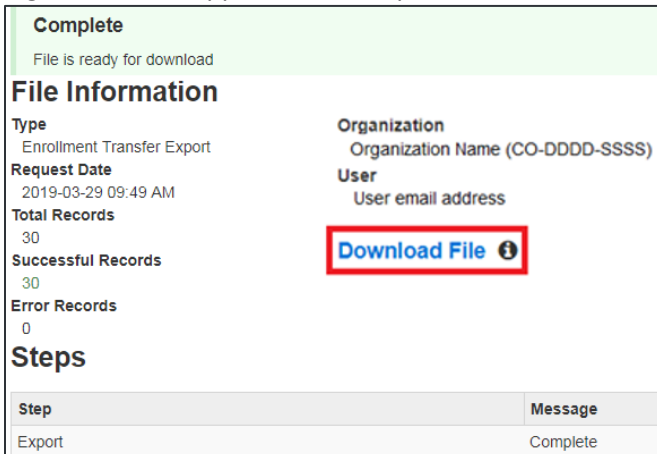 Complete
File is ready for download
File Information
Type
Enrollment Transfer Export
Request Date
2019-03-29 09:49 AM
Total Records
30
Successful Records
30
Error Records
0
Organization
Organization Name (CO-DDDD-SSSS)
User
User email address
Download File
Steps
Step Message
Export Complete